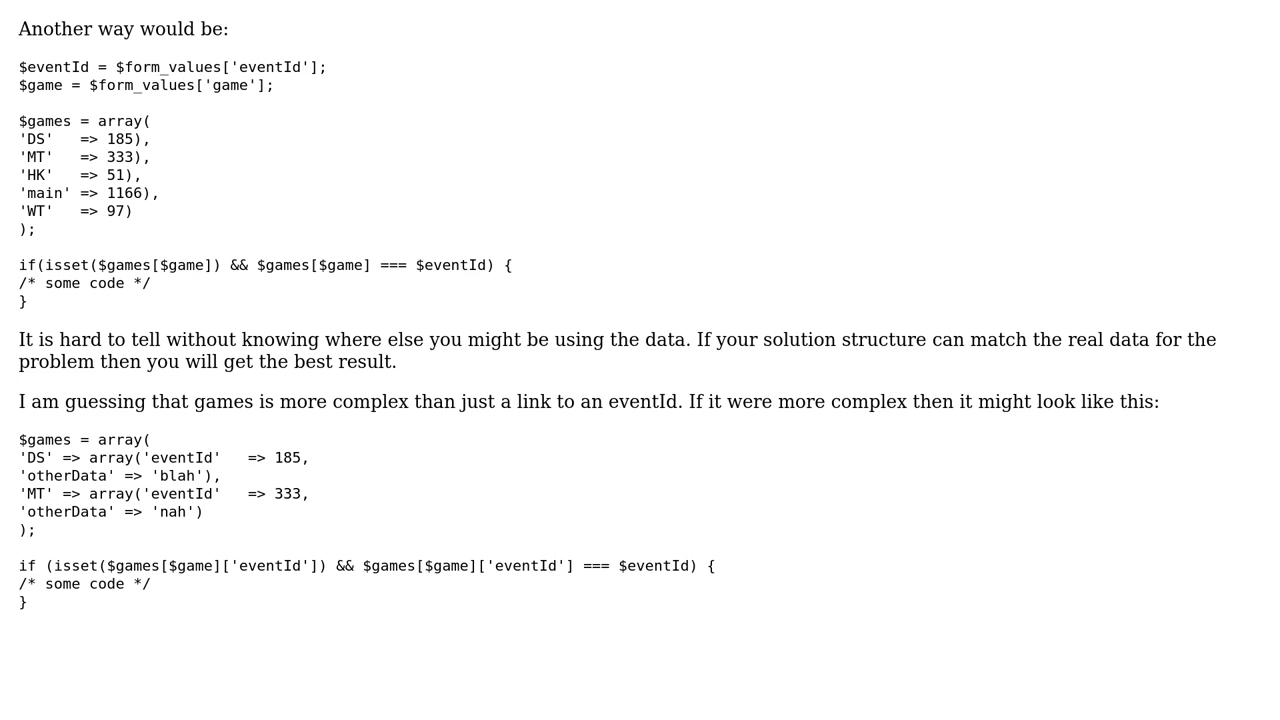 Another way would be:
$eventId = $form_values['eventId'];
$game = $form_values['game'];
$games = array(
'DS'   => 185),
'MT'   => 333),
'HK'   => 51),
'main' => 1166),
'WT'   => 97)
);
if(isset($games[$game]) && $games[$game] === $eventId) {
/* some code */
}
It is hard to tell without knowing where else you might be using the data. If your solution structure can match the real data for the
problem then you will get the best result.
I am guessing that games is more complex than just a link to an eventId. If it were more complex then it might look like this:
$games = array(
'DS' => array('eventId'   => 185,
'otherData' => 'blah'),
'MT' => array('eventId'   => 333,
'otherData' => 'nah')
);
if (isset($games[$game]['eventId']) && $games[$game]['eventId'] === $eventId) {
/* some code */
}